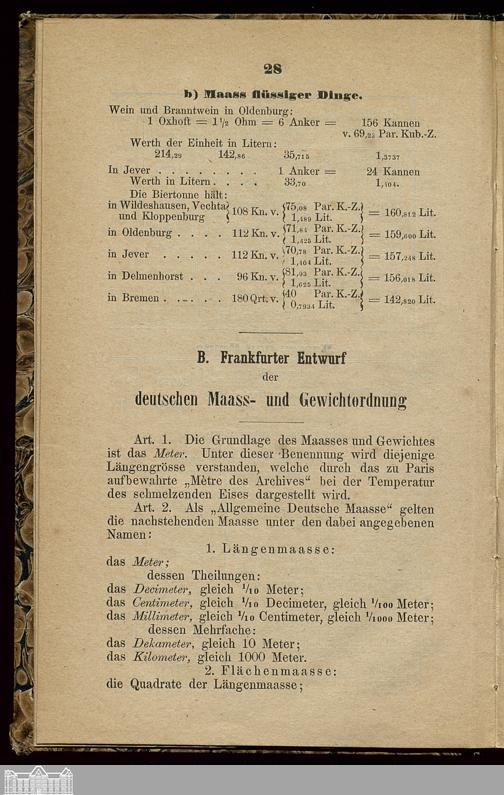 28
b) Maass flüssiger Dinge.
Wein und Branntwein in Oldenburg:
1 Oxhoft = 1 1/2 Ohm = 6 Anker = 156 Kannen
v. 69,23 Par. Kub.-Z.
Werth der Einheit in Litern:
214,29 142,86 35,715 1,3737
In Jever . . . . . . . . 1 Anker = 24 Kannen
Werth in Litern . . . . 33,70 1,404.
Die Biertonne hält:
in Wildeshausen, Vechta und Kloppenburg } 108 Kn. v. { 75,08 Par. K.-Z. 1,489 Lit. } = 160,812 Lit.
in Oldenburg . . . . 112 Kn. v. { 71,84 Par. K.-Z. 1,425 Lit. } = 159,600 Lit.
in Jever . . . . . 112 Kn. v. { 70,78 Par. K.-Z. 1,404 Lit. } = 157,248 Lit.
in Delmenhorst . . . 96 Kn. v. { 81,93 Par. K.-Z. 1,625 Lit. } = 156,018 Lit.
in Bremen . . . . . 180 Qrt. v. { 40 Par. K.-Z. 0,7934 Lit. } = 142,820 Lit.
B. Frankfurter Entwurf
der
deutschen Maass- und Gewichtordnung
Art. 1. Die Grundlage des Maasses und Gewichtes
ist das Meter. Unter dieser Benennung wird diejenige
Längengrösse verstanden, welche durch das zu Paris
aufbewahrte „Mètre des Archives“ bei der Temperatur
des schmelzenden Eises dargestellt wird.
Art. 2. Als „Allgemeine Deutsche Maasse“ gelten
die nachstehenden Maasse unter den dabei angegebenen
Namen:
1. Längenmaasse:
das Meter;
dessen Theilungen:
das Decimeter, gleich 1/10 Meter;
das Centimeter, gleich 1/10 Decimeter, gleich 1/100 Meter;
das Millimeter, gleich 1/10 Centimeter, gleich 1/1000 Meter;
dessen Mehrfache:
das Dekameter, gleich 10 Meter;
das Kilometer, gleich 1000 Meter.
2. Flächenmaasse:
die Quadrate der Längenmaasse;